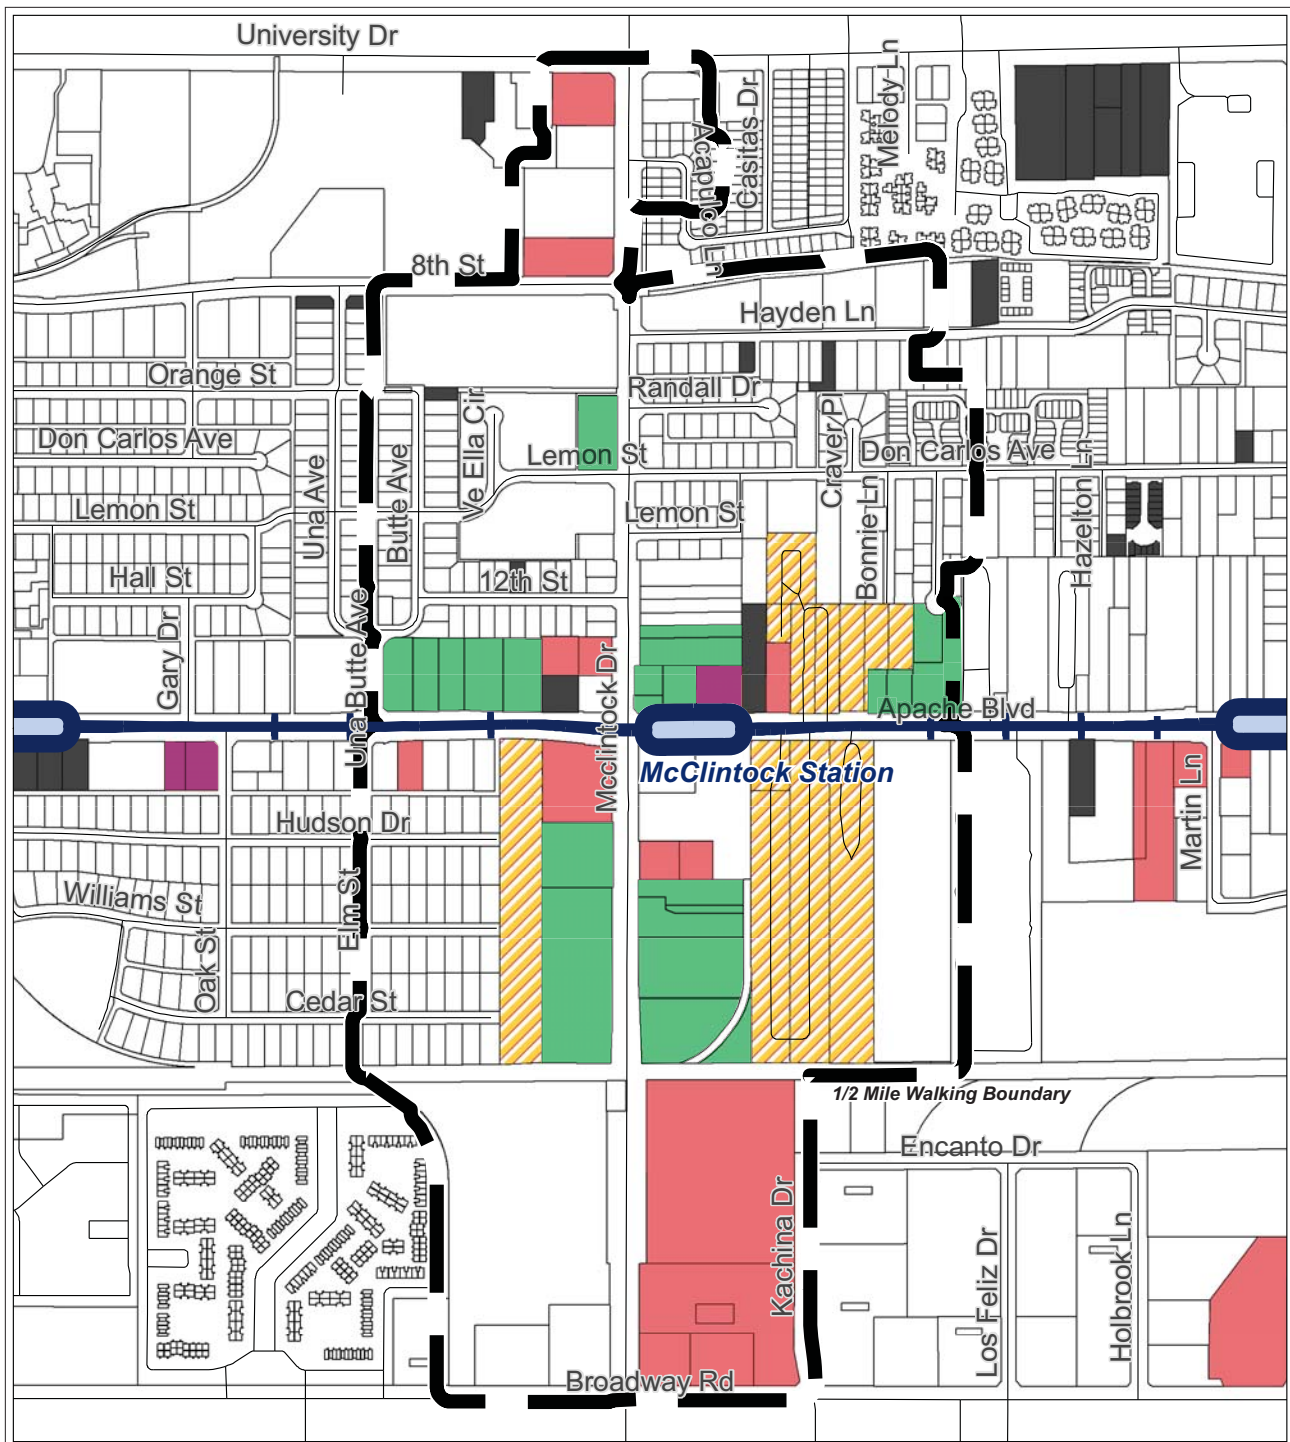 University Dr
Melody Ln
Casitas Dr
Acapulco Ln
8th St
Hayden Ln
Orange St
Randall Dr
Ve Ella Cir
Craver Pl
Don Carlos Ave
Lemon St
Don Carlos Ave
Una Ave
Butte Ave
Lemon St
Lemon St
Bonnie Ln
Hazelton Ln
Hall St
12th St
Gary Dr
Una Butte Ave
Mcclintock Dr
Apache Blvd
McClintock Station
Martin Ln
Hudson Dr
Williams St
Elm St
Oak St
Cedar St
1/2 Mile Walking Boundary
Encanto Dr
Kachina Dr
Los Feliz Dr
Holbrook Ln
Broadway Rd